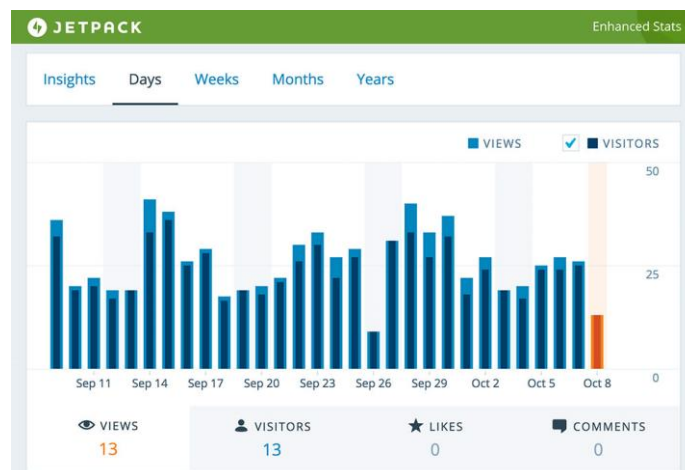 JETPACK Enhanced Stats
Insights Days Weeks Months Years
VIEWS VISITORS
50
25
0
Sep 11 Sep 14 Sep 17 Sep 20 Sep 23 Sep 26 Sep 29 Oct 2 Oct 5 Oct 8
VIEWS VISITORS LIKES COMMENTS
13 13 0 0